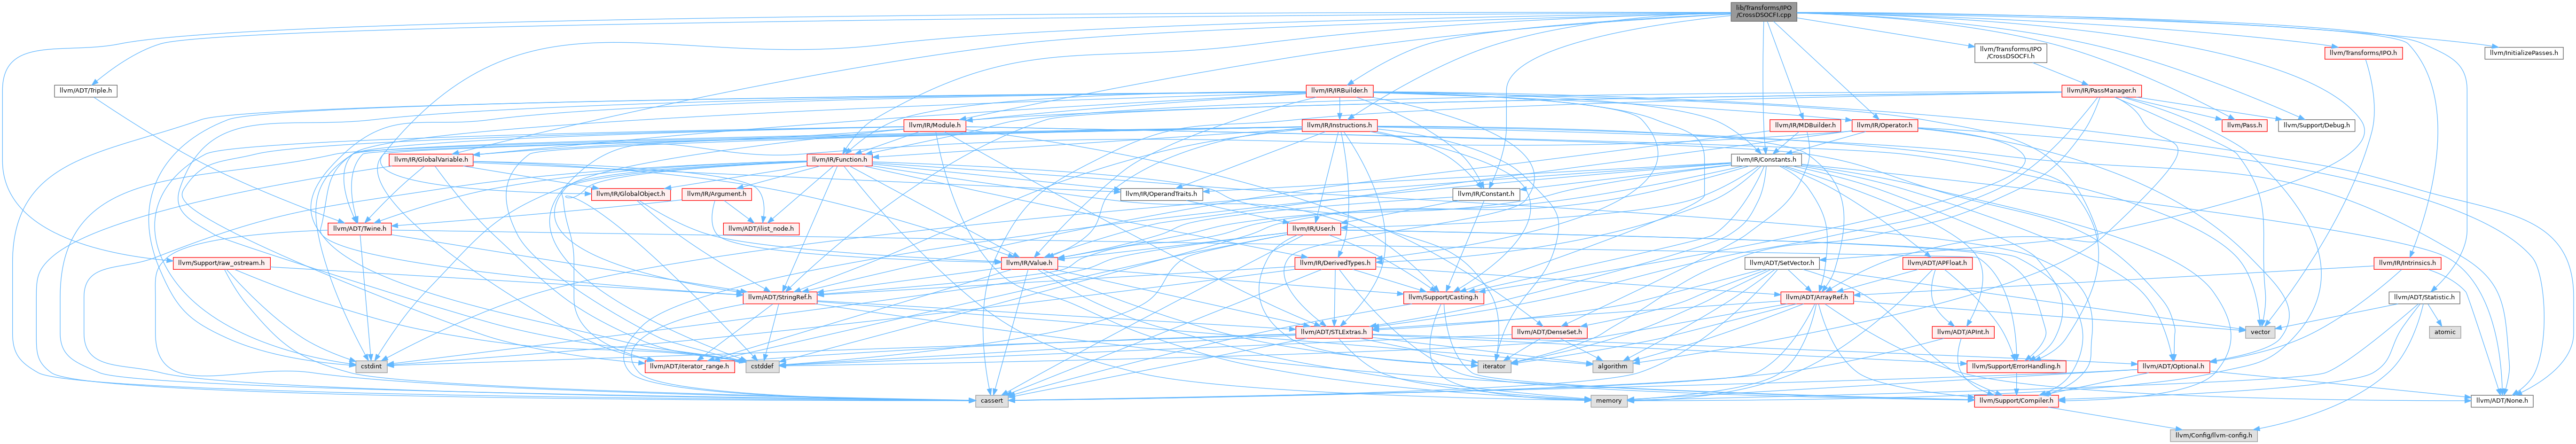 lib/Transforms/IPO
/CrossDSOCFI.cpp
llvm/Transforms/IPO
/CrossDSOCFI.h
llvm/Transforms/IPO.h
llvm/InitializePasses.h
llvm/ADT/Triple.h
llvm/IR/IRBuilder.h
llvm/IR/PassManager.h
llvm/IR/Module.h
llvm/IR/Instructions.h
llvm/IR/MDBuilder.h
llvm/IR/Operator.h
llvm/Pass.h
llvm/Support/Debug.h
llvm/IR/GlobalVariable.h
llvm/IR/Function.h
llvm/IR/Constants.h
llvm/IR/GlobalObject.h
llvm/IR/Argument.h
llvm/IR/OperandTraits.h
llvm/IR/Constant.h
llvm/ADT/Twine.h
llvm/ADT/ilist_node.h
llvm/IR/User.h
llvm/Support/raw_ostream.h
llvm/IR/Value.h
llvm/IR/DerivedTypes.h
llvm/ADT/SetVector.h
llvm/ADT/APFloat.h
llvm/IR/Intrinsics.h
llvm/ADT/StringRef.h
llvm/Support/Casting.h
llvm/ADT/ArrayRef.h
llvm/ADT/Statistic.h
llvm/ADT/STLExtras.h
llvm/ADT/DenseSet.h
llvm/ADT/APInt.h
vector
atomic
cstdint
llvm/ADT/iterator_range.h
cstddef
iterator
algorithm
llvm/Support/ErrorHandling.h
llvm/ADT/Optional.h
cassert
memory
llvm/Support/Compiler.h
llvm/ADT/None.h
llvm/Config/llvm-config.h